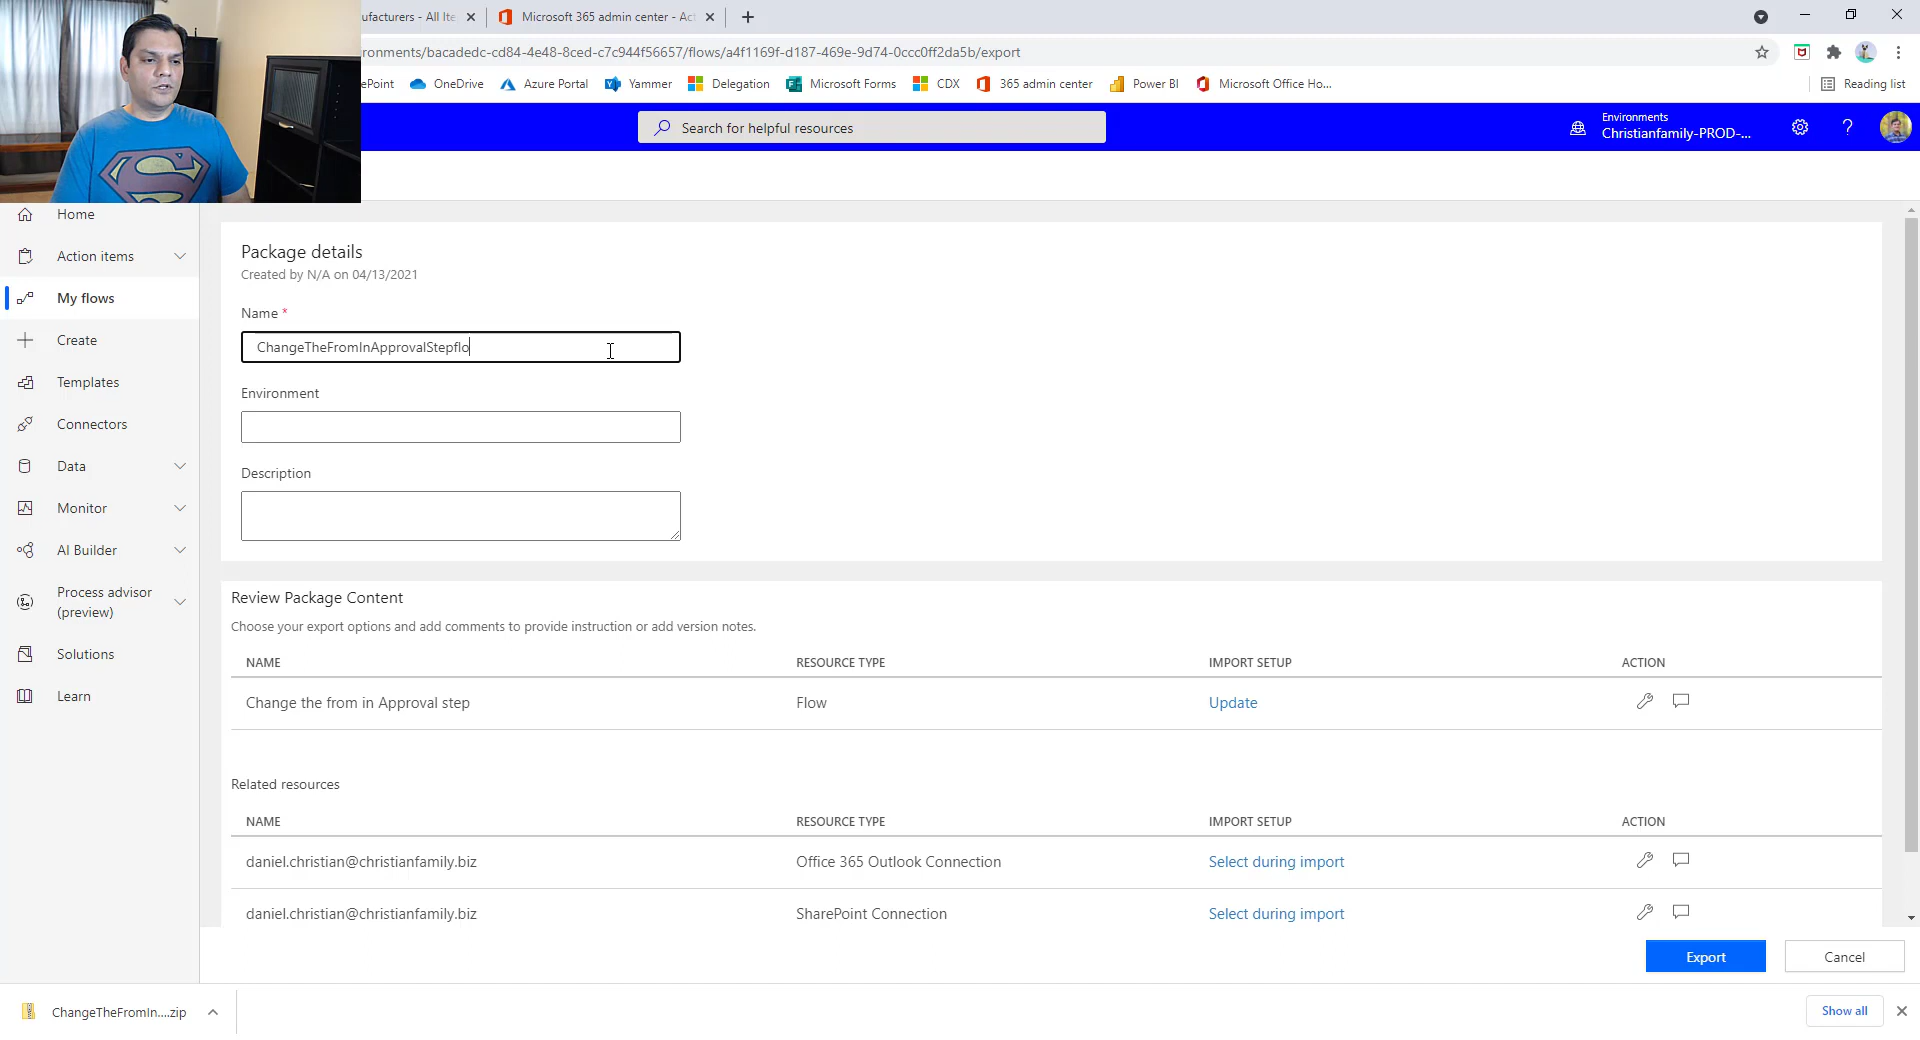 ufacturers - All Ite
Microsoft 365 admin center - Act
ronments/bacadedc-cd84-4e48-8ced-c7c944f56657/flows/a4f1169f-d187-469e-9d74-0ccc0ff2da5b/export
ePoint OneDrive Azure Portal Yammer Delegation Microsoft Forms CDX 365 admin center Power BI Microsoft Office Ho... Reading list
Search for helpful resources
Environments
Christianfamily-PROD-...
Home
Action items
My flows
Create
Templates
Connectors
Data
Monitor
AI Builder
Process advisor
(preview)
Solutions
Learn
Package details
Created by N/A on 04/13/2021
Name *
ChangeTheFromInApprovalStepflo
Environment
Description
Review Package Content
Choose your export options and add comments to provide instruction or add version notes.
NAME RESOURCE TYPE IMPORT SETUP ACTION
Change the from in Approval step Flow Update
Related resources
NAME RESOURCE TYPE IMPORT SETUP ACTION
daniel.christian@christianfamily.biz Office 365 Outlook Connection Select during import
daniel.christian@christianfamily.biz SharePoint Connection Select during import
Export Cancel
ChangeTheFromIn....zip
Show all